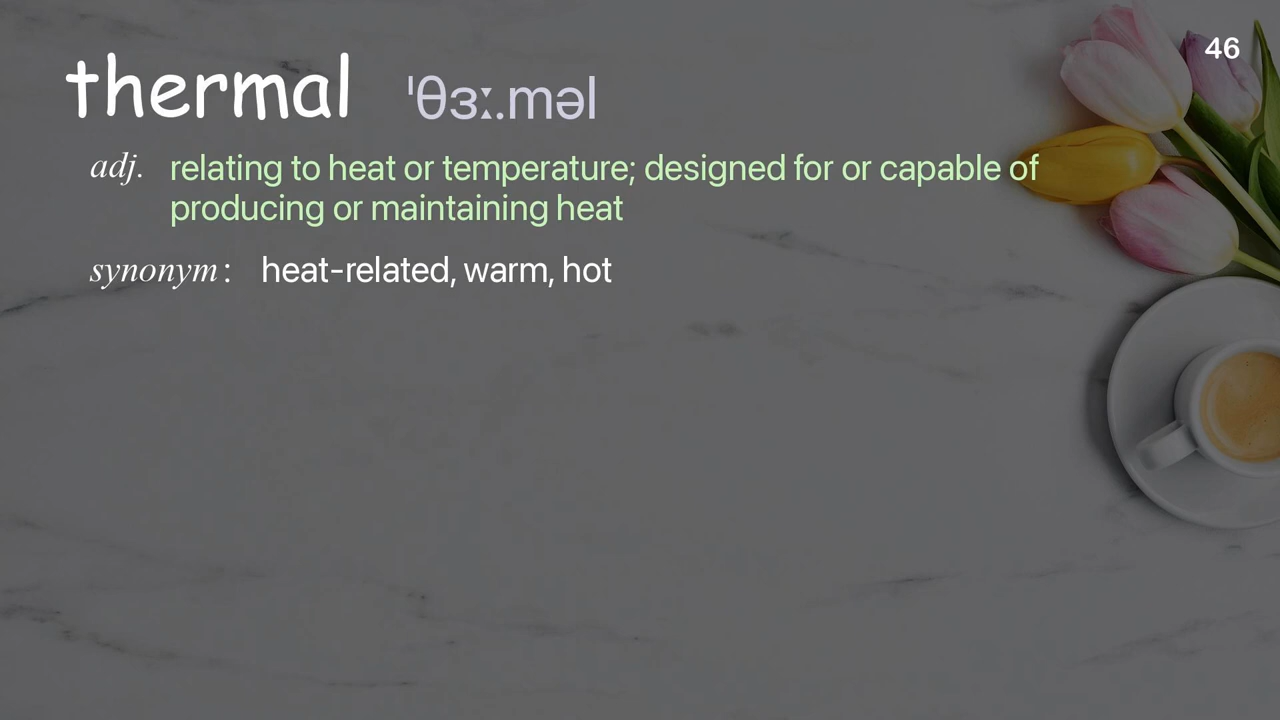 46
thermal ˈθɜː.məl
adj. relating to heat or temperature; designed for or capable of
producing or maintaining heat
synonym: heat-related, warm, hot